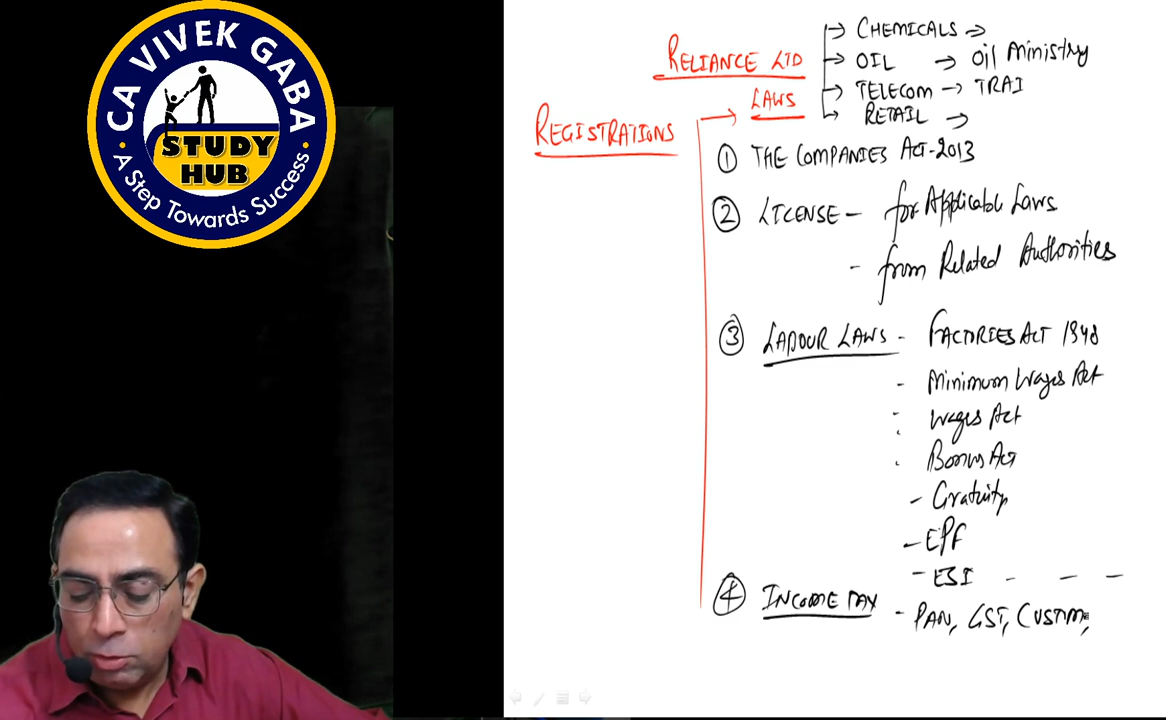 CA VIVEK GABA
STUDY
HUB
• A Step Towards Success •
RELIANCE LTD
→ CHEMICALS →
→ OIL → Oil Ministry
→ TELECOM → TRAI
→ RETAIL →
REGISTRATIONS
→ LAWS
① THE COMPANIES ACT-2013
② LICENSE - for Applicable Laws
- from Related Authorities
③ LABOUR LAWS - FACTORIES ACT 1948
- Minimum Wages Act
- Wages Act
- Bonus Act
- Gratuity
- EPF
- ESI - - -
④ INCOME TAX - PAN, GST, CUSTOM,